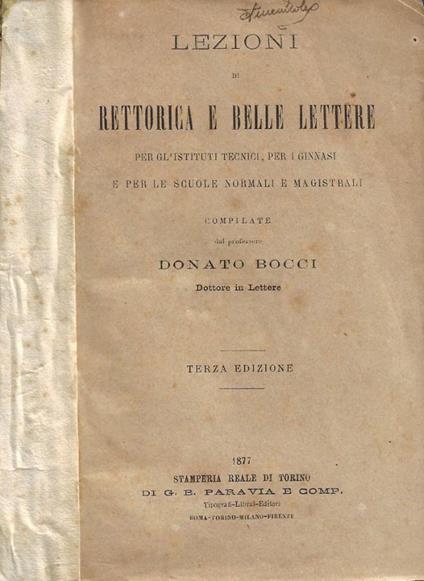 LEZIONI
DI
RETTORICA E BELLE LETTERE
PER GL'ISTITUTI TECNICI, PER I GINNASI
E PER LE SCUOLE NORMALI E MAGISTRALI
COMPILATE
dal professore
DONATO BOCCI
Dottore in Lettere
TERZA EDIZIONE
1877
STAMPERIA REALE DI TORINO
DI G. B. PARAVIA E COMP.
Tipografi-Librai-Editori
ROMA-TORINO-MILANO-FIRENZE